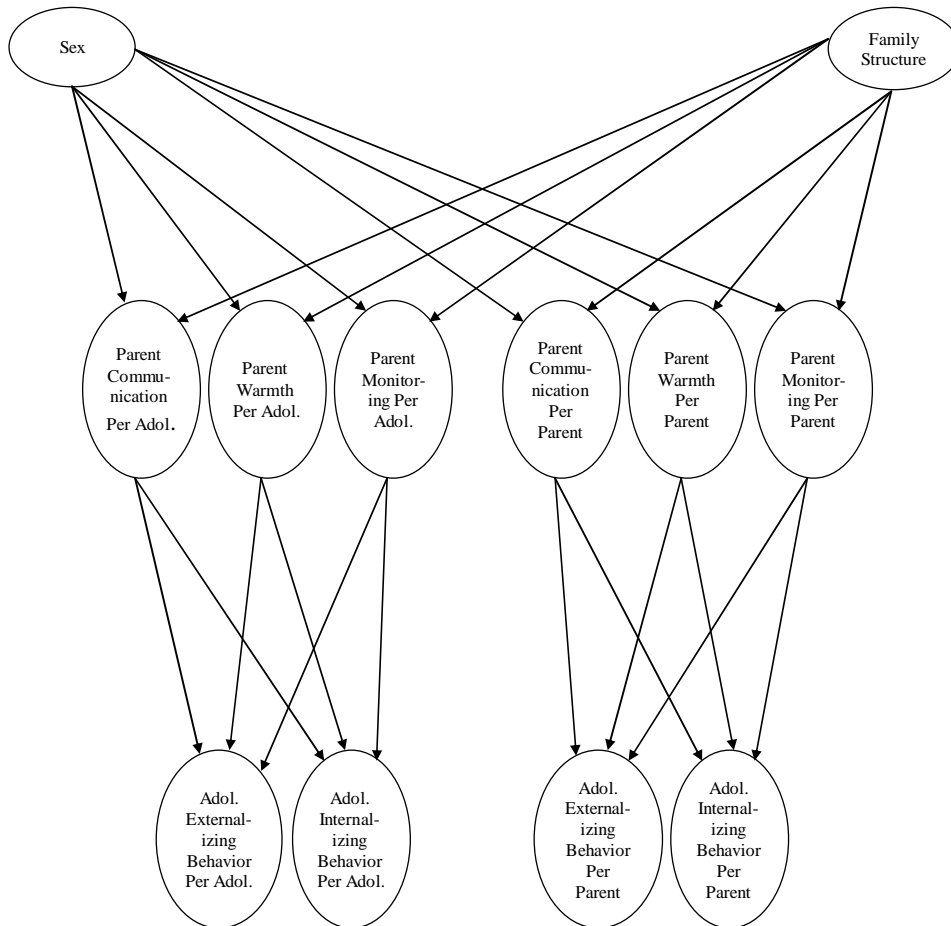 Sex
Family
Structure
Parent
Commu-
nication
Per Adol.
Parent
Warmth
Per Adol.
Parent
Monitor-
ing Per
Adol.
Parent
Commu-
nication
Per
Parent
Parent
Warmth
Per
Parent
Parent
Monitor-
ing Per
Parent
Adol.
External-
izing
Behavior
Per Adol.
Adol.
Internal-
izing
Behavior
Per Adol.
Adol.
External-
izing
Behavior
Per
Parent
Adol.
Internal-
izing
Behavior
Per
Parent